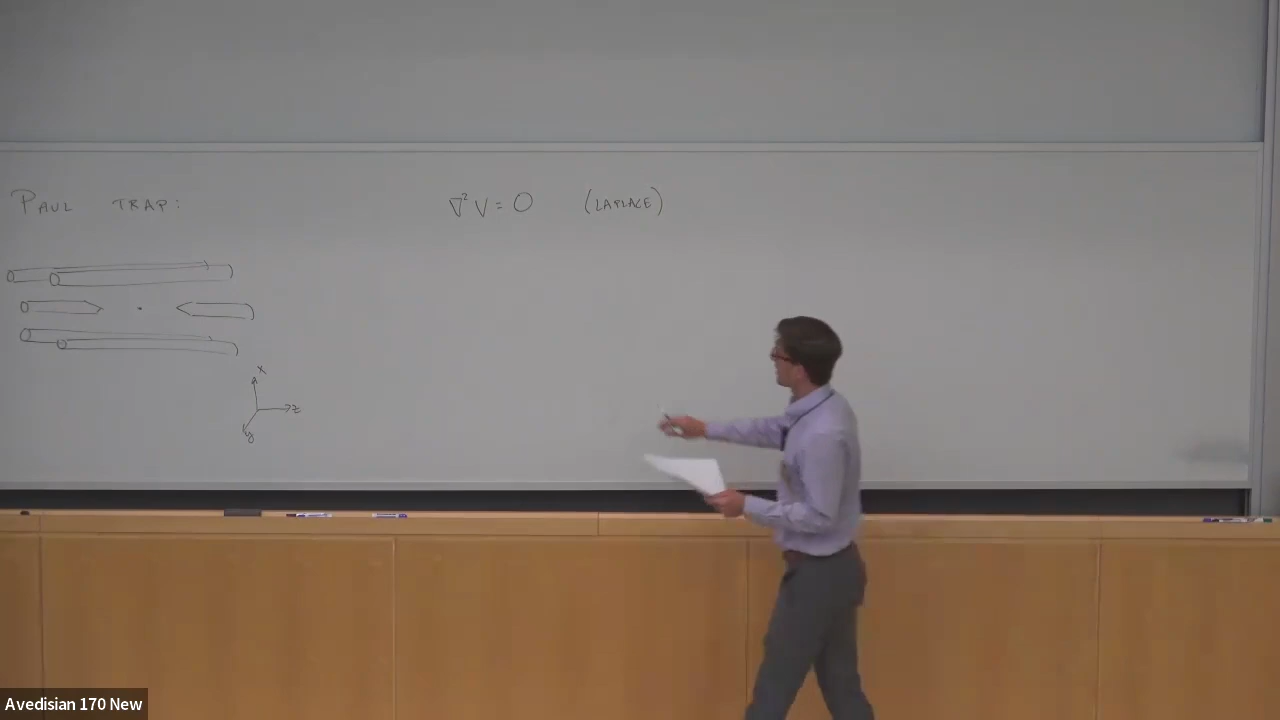 PAUL TRAP:
∇²V = 0 (LAPLACE)
x
z
y
Avedisian 170 New